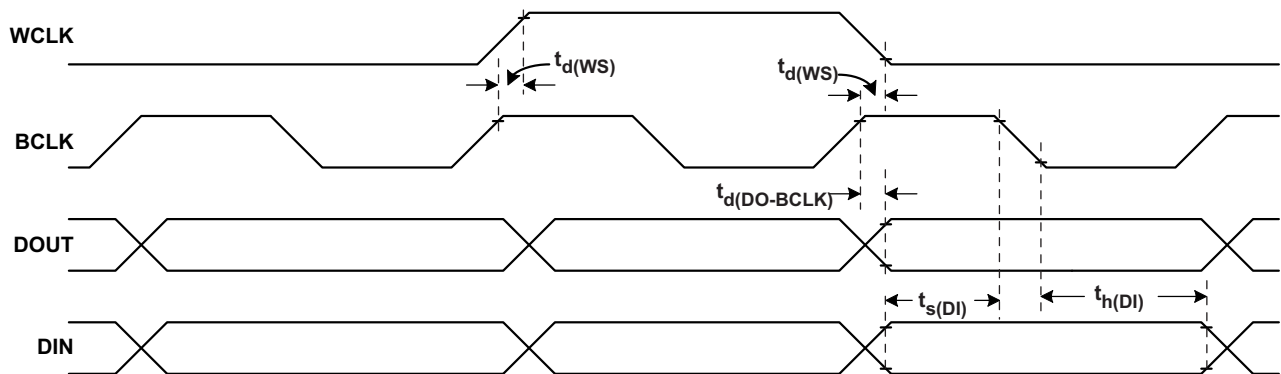 WCLK
td(WS)
td(WS)
BCLK
td(DO-BCLK)
DOUT
ts(DI)
th(DI)
DIN